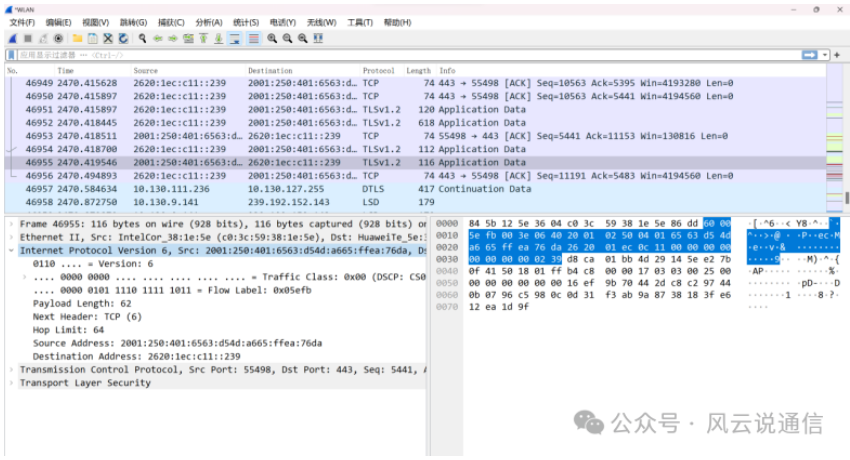 *WLAN
文件(F) 编辑(E) 视图(V) 跳转(G) 捕获(C) 分析(A) 统计(S) 电话(Y) 无线(W) 工具(T) 帮助(H)
应用显示过滤器 … <Ctrl-/>
No. Time Source Destination Protocol Length Info
46949 2470.415628 2620:1ec:c11::239 2001:250:401:6563:d… TCP 74 443 → 55498 [ACK] Seq=10563 Ack=5395 Win=4193280 Len=0
46950 2470.415897 2620:1ec:c11::239 2001:250:401:6563:d… TCP 74 443 → 55498 [ACK] Seq=10563 Ack=5441 Win=4194560 Len=0
46951 2470.415897 2620:1ec:c11::239 2001:250:401:6563:d… TLSv1.2 120 Application Data
46952 2470.418445 2620:1ec:c11::239 2001:250:401:6563:d… TLSv1.2 618 Application Data
46953 2470.418511 2001:250:401:6563:d… 2620:1ec:c11::239 TCP 74 55498 → 443 [ACK] Seq=5441 Ack=11153 Win=130816 Len=0
46954 2470.418700 2620:1ec:c11::239 2001:250:401:6563:d… TLSv1.2 112 Application Data
46955 2470.419546 2001:250:401:6563:d… 2620:1ec:c11::239 TLSv1.2 116 Application Data
46956 2470.494893 2620:1ec:c11::239 2001:250:401:6563:d… TCP 74 443 → 55498 [ACK] Seq=11191 Ack=5483 Win=4194560 Len=0
46957 2470.584634 10.130.111.236 10.130.127.255 DTLS 417 Continuation Data
46958 2470.872750 10.130.9.141 239.192.152.143 LSD 179
Frame 46955: 116 bytes on wire (928 bits), 116 bytes captured (928 bits) o
Ethernet II, Src: IntelCor_38:1e:5e (c0:3c:59:38:1e:5e), Dst: HuaweiTe_5e:
Internet Protocol Version 6, Src: 2001:250:401:6563:d54d:a665:ffea:76da, Ds
0110 .... = Version: 6
.... 0000 0000 .... .... .... .... .... = Traffic Class: 0x00 (DSCP: CS0
.... 0000 0101 1110 1111 1011 = Flow Label: 0x05efb
Payload Length: 62
Next Header: TCP (6)
Hop Limit: 64
Source Address: 2001:250:401:6563:d54d:a665:ffea:76da
Destination Address: 2620:1ec:c11::239
Transmission Control Protocol, Src Port: 55498, Dst Port: 443, Seq: 5441, A
Transport Layer Security
0000 84 5b 12 5e 36 04 c0 3c 59 38 1e 5e 86 dd 60 00
0010 5e fb 00 3e 06 40 20 01 02 50 04 01 65 63 d5 4d
0020 a6 65 ff ea 76 da 26 20 01 ec 0c 11 00 00 00 00
0030 00 00 00 00 02 39 d8 ca 01 bb 4d 29 14 5e e2 7b
0040 0f 41 50 18 01 ff b4 c8 00 00 17 03 03 00 25 00
0050 00 00 00 00 00 00 16 ef 9b 70 44 2d c8 c2 97 44
0060 0b 07 96 c5 98 0c 0d 31 f3 ab 9a 87 38 18 3f e6
0070 12 ea 1d 9f
公众号 · 风云说通信